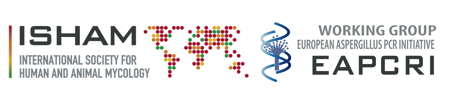 ISHAM
INTERNATIONAL SOCIETY FOR
HUMAN AND ANIMAL MYCOLOGY
WORKING GROUP
EUROPEAN ASPERGILLUS PCR INITIATIVE
EAPCRI